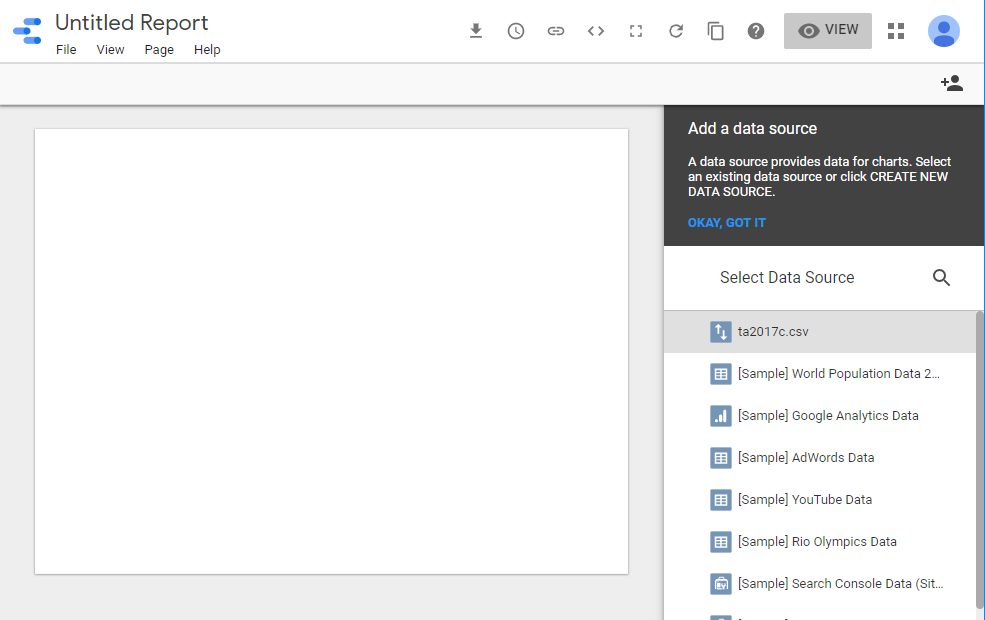 Untitled Report
File View Page Help
VIEW
Add a data source
A data source provides data for charts. Select
an existing data source or click CREATE NEW
DATA SOURCE.
OKAY, GOT IT
Select Data Source
ta2017c.csv
[Sample] World Population Data 2...
[Sample] Google Analytics Data
[Sample] AdWords Data
[Sample] YouTube Data
[Sample] Rio Olympics Data
[Sample] Search Console Data (Sit...